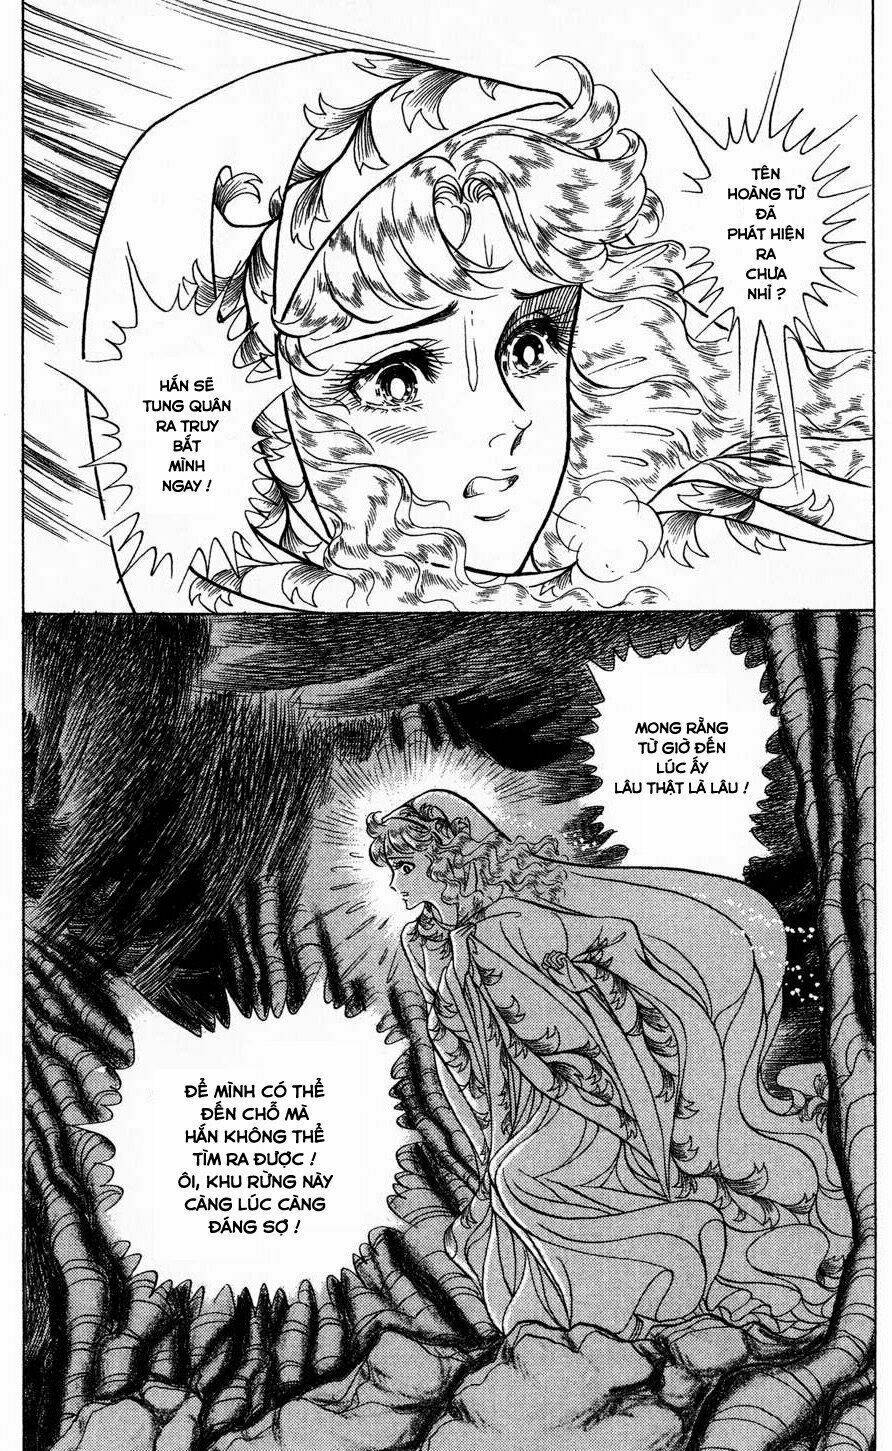 TÊN
HOÀNG TỬ
ĐÃ
PHÁT HIỆN
RA
CHƯA
NHỈ ?
HẮN SẼ
TUNG QUÂN
RA TRUY
BẮT
MÌNH
NGAY !
MONG RẰNG
TỪ GIỜ ĐẾN
LÚC ẤY
LÂU THẬT LÀ LÂU !
ĐỂ MÌNH CÓ THỂ
ĐẾN CHỖ MÀ
HẮN KHÔNG THỂ
TÌM RA ĐƯỢC !
ÔI, KHU RỪNG NÀY
CÀNG LÚC CÀNG
ĐÁNG SỢ !